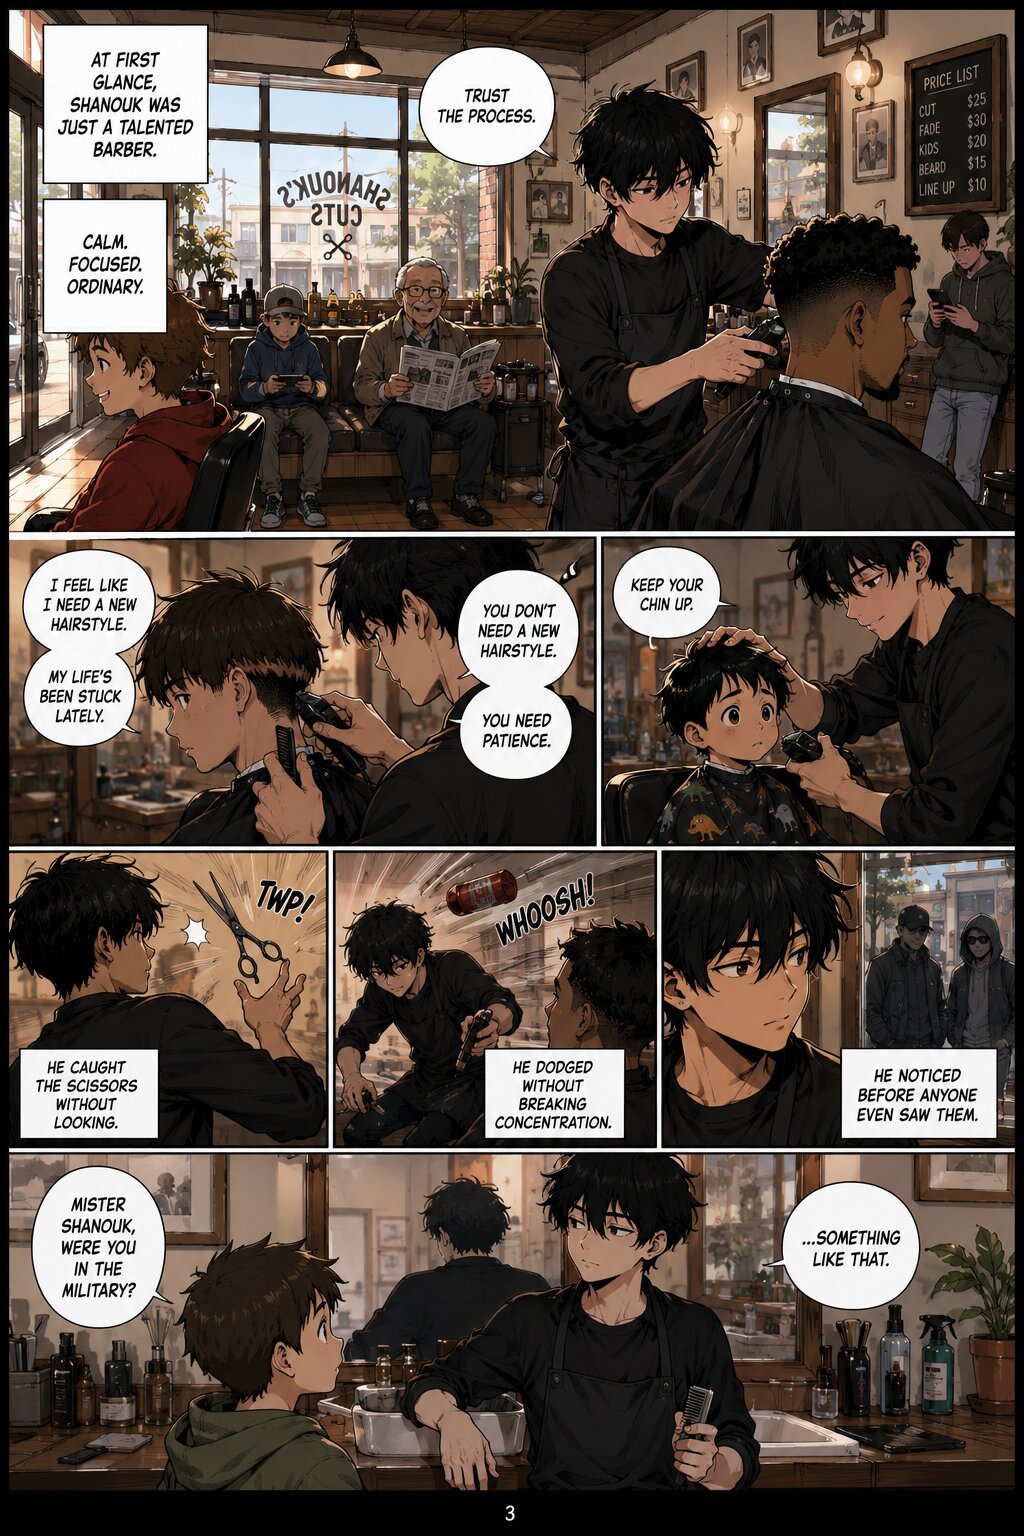 AT FIRST
GLANCE,
SHANOUK WAS
JUST A TALENTED
BARBER.
CALM.
FOCUSED.
ORDINARY.
TRUST
THE PROCESS.
SHANOUK'S
CUTS
PRICE LIST
CUT $25
FADE $30
KIDS $20
BEARD $15
LINE UP $10
I FEEL LIKE
I NEED A NEW
HAIRSTYLE.
MY LIFE'S
BEEN STUCK
LATELY.
YOU DON'T
NEED A NEW
HAIRSTYLE.
YOU NEED
PATIENCE.
KEEP YOUR
CHIN UP.
TWP!
HE CAUGHT
THE SCISSORS
WITHOUT
LOOKING.
WHOOSH!
HE DODGED
WITHOUT
BREAKING
CONCENTRATION.
HE NOTICED
BEFORE ANYONE
EVEN SAW THEM.
MISTER
SHANOUK,
WERE YOU
IN THE
MILITARY?
...SOMETHING
LIKE THAT.
3